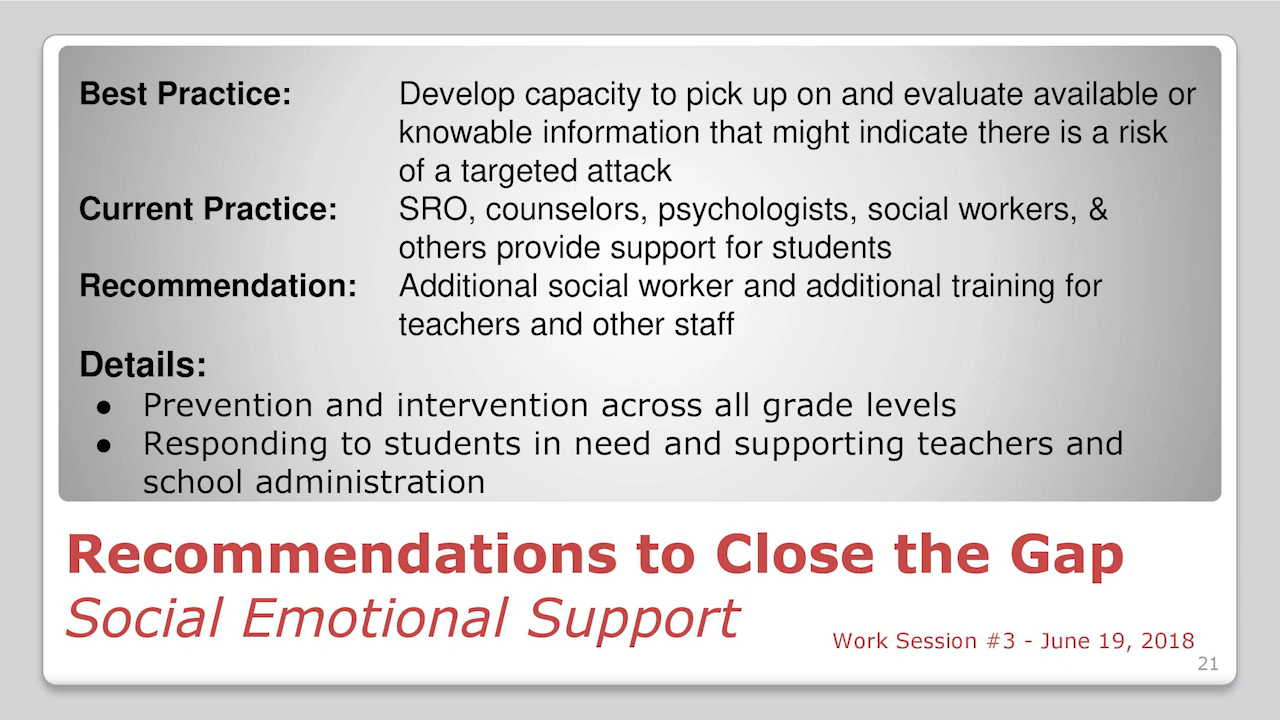 Best Practice: Develop capacity to pick up on and evaluate available or
knowable information that might indicate there is a risk
of a targeted attack
Current Practice: SRO, counselors, psychologists, social workers, &
others provide support for students
Recommendation: Additional social worker and additional training for
teachers and other staff
Details:
● Prevention and intervention across all grade levels
● Responding to students in need and supporting teachers and
school administration
Recommendations to Close the Gap
Social Emotional Support
Work Session #3 - June 19, 2018
21